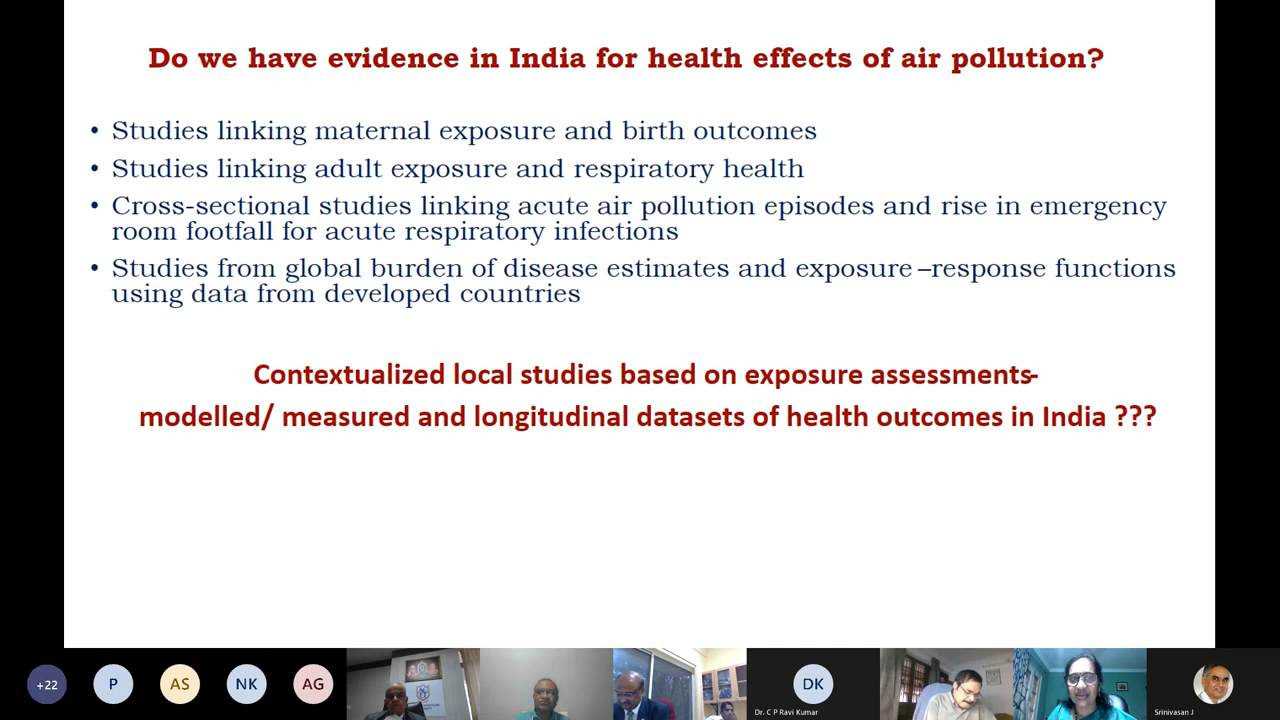 Do we have evidence in India for health effects of air pollution?
• Studies linking maternal exposure and birth outcomes
• Studies linking adult exposure and respiratory health
• Cross-sectional studies linking acute air pollution episodes and rise in emergency
room footfall for acute respiratory infections
• Studies from global burden of disease estimates and exposure –response functions
using data from developed countries
Contextualized local studies based on exposure assessments-
modelled/ measured and longitudinal datasets of health outcomes in India ???
+22
P
AS
NK
AG
DK
Dr. C P Ravi Kumar
Srinivasan J